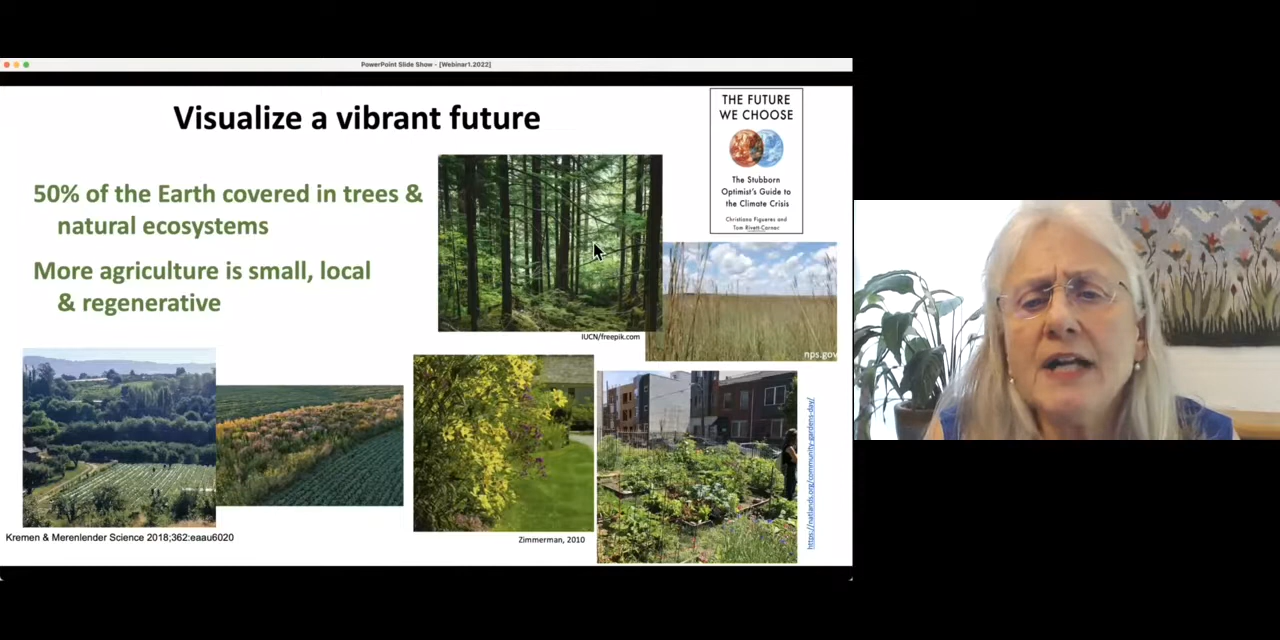 PowerPoint Slide Show - [Webinar1.2022]
Visualize a vibrant future
50% of the Earth covered in trees &
natural ecosystems
More agriculture is small, local
& regenerative
THE FUTURE
WE CHOOSE
The Stubborn
Optimist's Guide to
the Climate Crisis
Christiana Figueres and
Tom Rivett-Carnac
IUCN/freepik.com
nps.gov
Kremen & Merenlender Science 2018;362:eaau6020
Zimmerman, 2010
https://natlands.org/community-gardens-day/